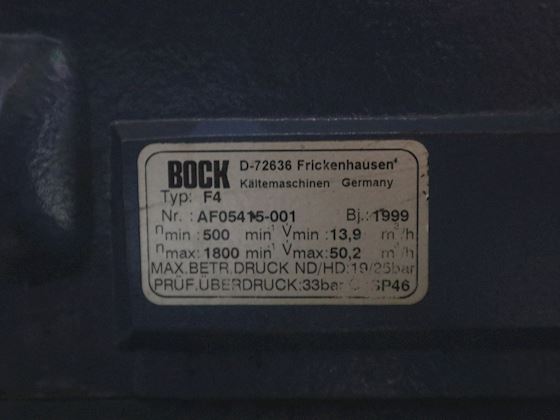 BOCK D-72636 Frickenhausen
Kältemaschinen Germany
Typ: F4
Nr. : AF05415-001 Bj.: 1999
nmin : 500 min⁻¹ Vmin : 13,9 m³/h
nmax: 1800 min⁻¹ Vmax: 50,2 m³/h
MAX.BETR.DRUCK ND/HD: 19/25bar
PRÜF.ÜBERDRUCK:33bar SP46